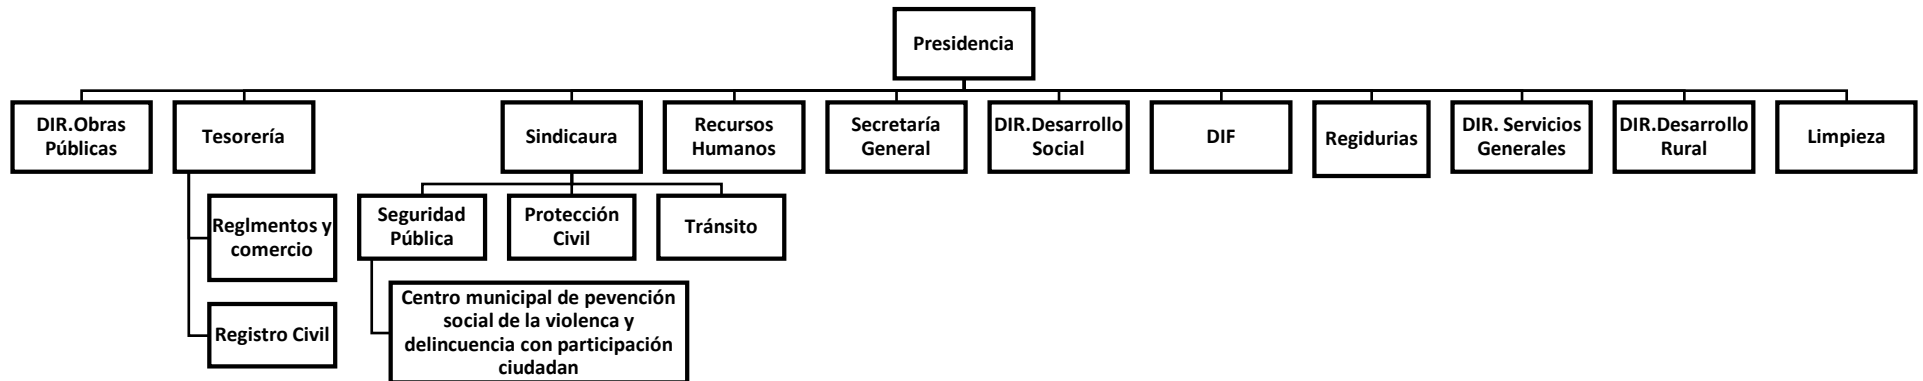 Presidencia
DIR.Obras
Públicas
Tesorería
Sindicaura
Recursos
Humanos
Secretaría
General
DIR.Desarrollo
Social
DIF
Regidurias
DIR. Servicios
Generales
DIR.Desarrollo
Rural
Limpieza
Reglmentos y
comercio
Registro Civil
Seguridad
Pública
Protección
Civil
Tránsito
Centro municipal de pevención
social de la violenca y
delincuencia con participación
ciudadan